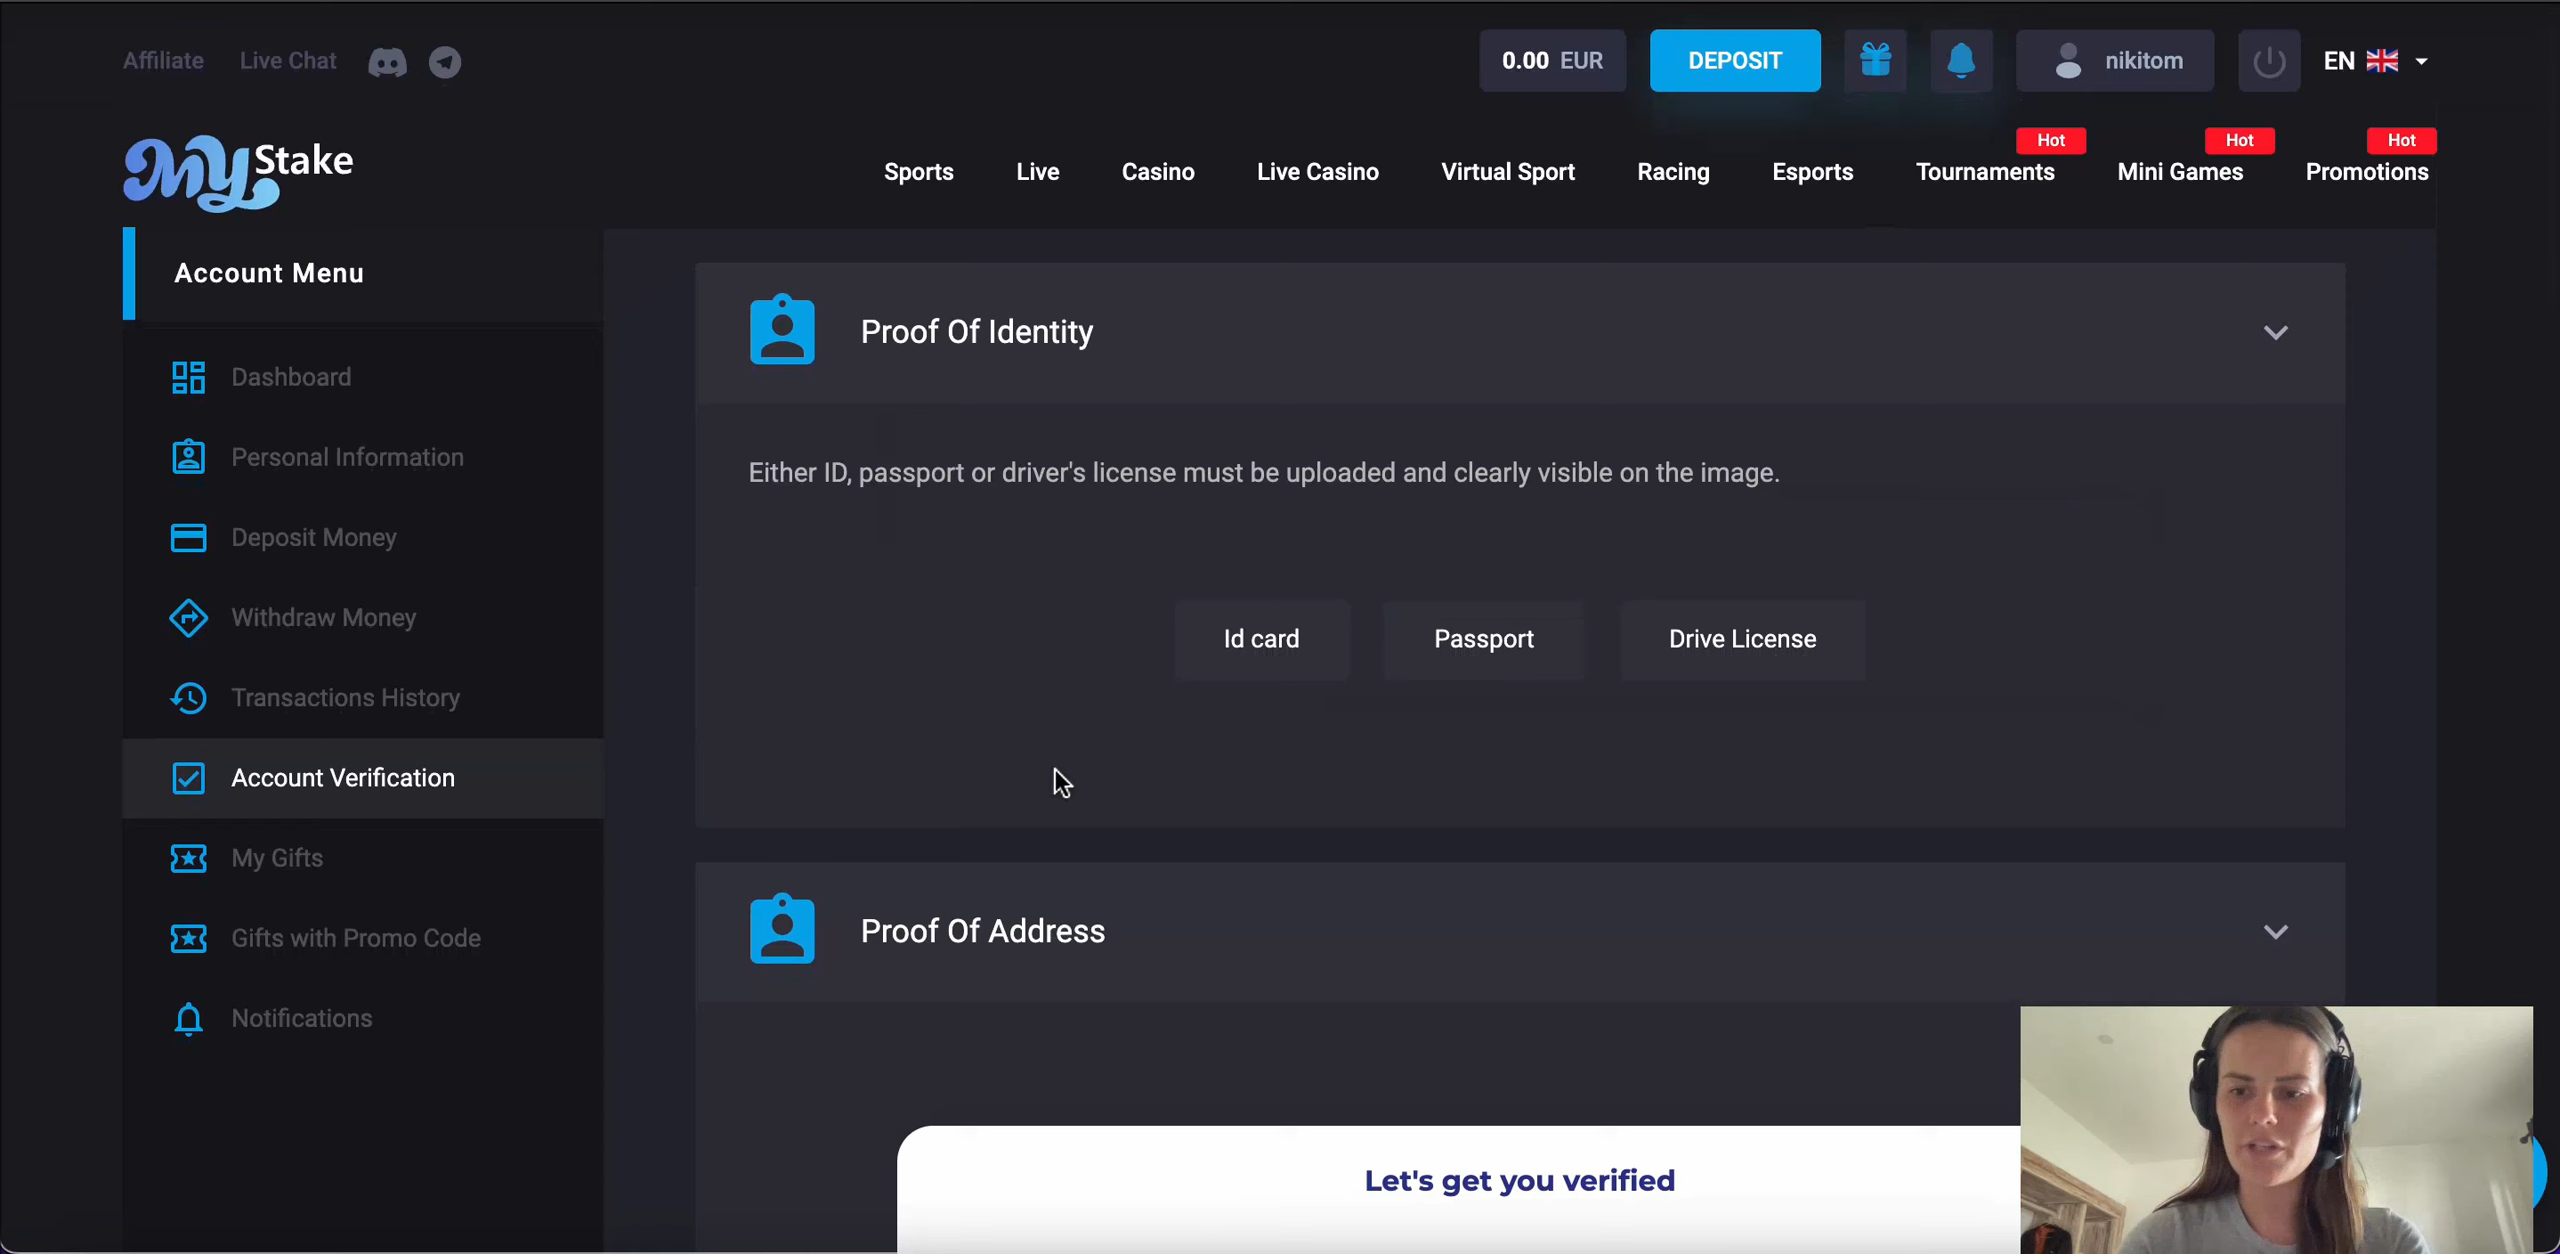 Affiliate Live Chat 0.00 EUR DEPOSIT nikitom EN
My Stake
Sports Live Casino Live Casino Virtual Sport Racing Esports Tournaments Hot Mini Games Hot Promotions Hot
Account Menu
Dashboard
Personal Information
Deposit Money
Withdraw Money
Transactions History
Account Verification
My Gifts
Gifts with Promo Code
Notifications
Proof Of Identity
Either ID, passport or driver's license must be uploaded and clearly visible on the image.
Id card Passport Drive License
Proof Of Address
Let's get you verified